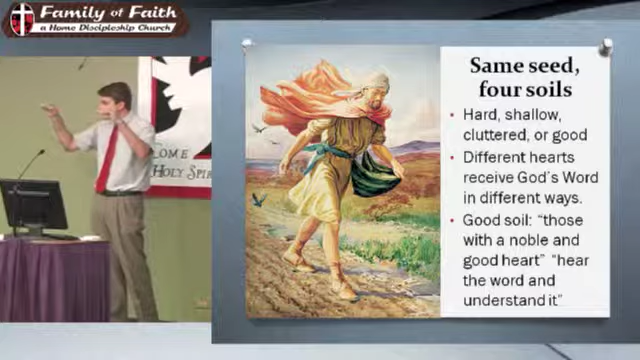 Family of Faith
a Home Discipleship Church
COME
HOLY SPIR
Same seed,
four soils
• Hard, shallow,
cluttered, or good
• Different hearts
receive God's Word
in different ways.
• Good soil: “those
with a noble and
good heart” “hear
the word and
understand it”